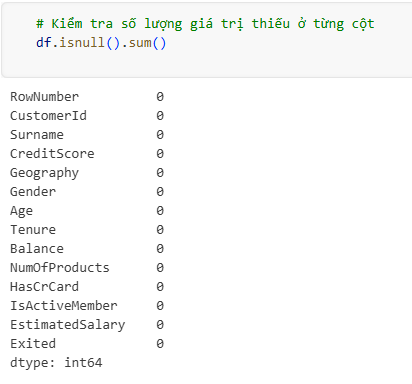 # Kiểm tra số lượng giá trị thiếu ở từng cột
df.isnull().sum()
RowNumber 0
CustomerId 0
Surname 0
CreditScore 0
Geography 0
Gender 0
Age 0
Tenure 0
Balance 0
NumOfProducts 0
HasCrCard 0
IsActiveMember 0
EstimatedSalary 0
Exited 0
dtype: int64